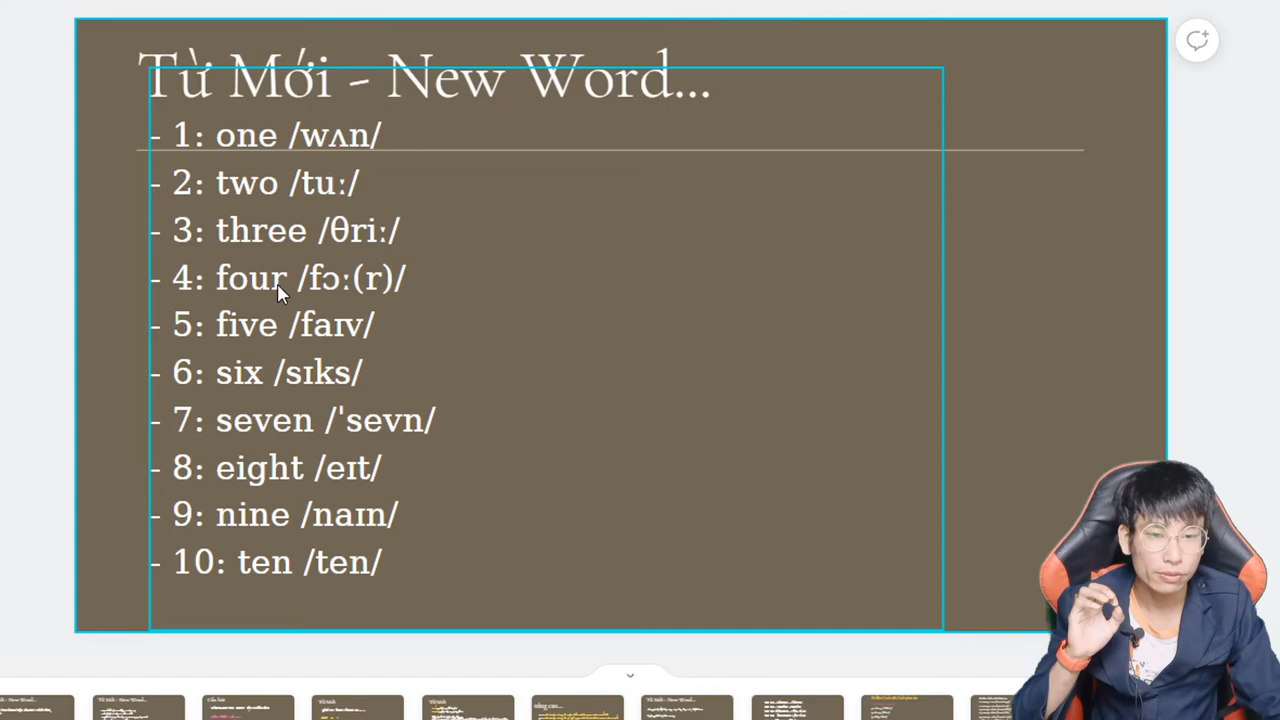 Từ Mới - New Word...
- 1: one /wʌn/
- 2: two /tuː/
- 3: three /θriː/
- 4: four /fɔː(r)/
- 5: five /faɪv/
- 6: six /sɪks/
- 7: seven /ˈsevn/
- 8: eight /eɪt/
- 9: nine /naɪn/
- 10: ten /ten/